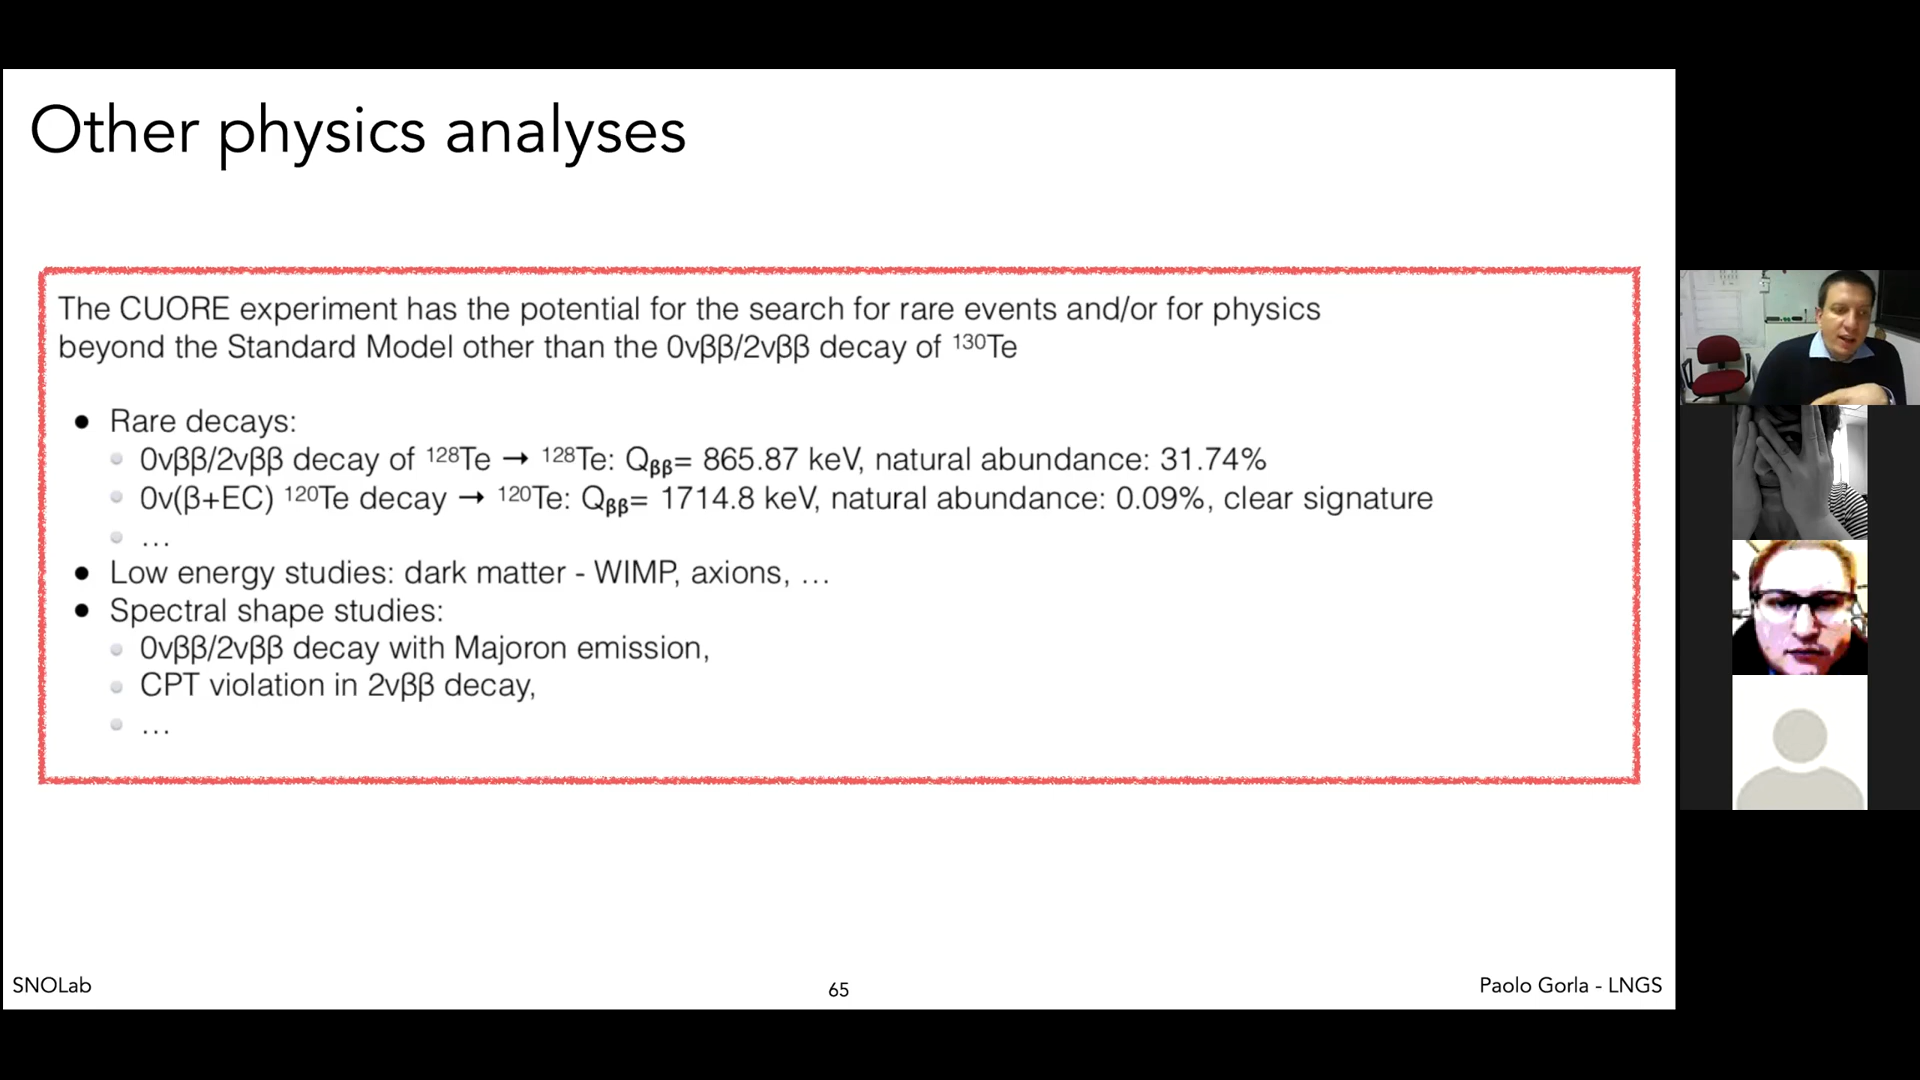 Other physics analyses
The CUORE experiment has the potential for the search for rare events and/or for physics
beyond the Standard Model other than the 0νββ/2νββ decay of ¹³⁰Te
● Rare decays:
0νββ/2νββ decay of ¹²⁸Te → ¹²⁸Te: Qββ= 865.87 keV, natural abundance: 31.74%
0ν(β+EC) ¹²⁰Te decay → ¹²⁰Te: Qββ= 1714.8 keV, natural abundance: 0.09%, clear signature
…
● Low energy studies: dark matter - WIMP, axions, …
● Spectral shape studies:
0νββ/2νββ decay with Majoron emission,
CPT violation in 2νββ decay,
…
SNOLab
65
Paolo Gorla - LNGS